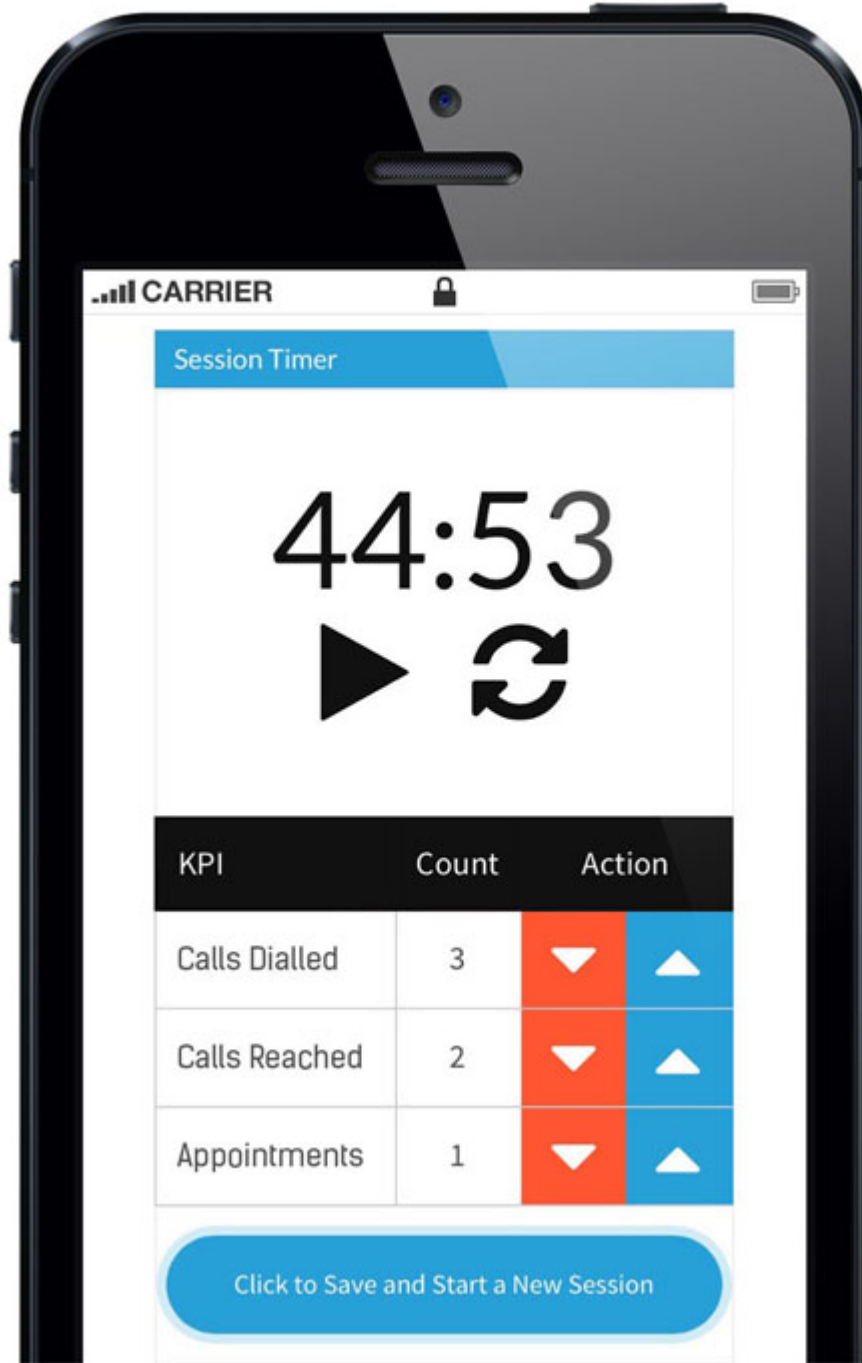 CARRIER
Session Timer
44:53
KPI Count Action
Calls Dialled 3
Calls Reached 2
Appointments 1
Click to Save and Start a New Session